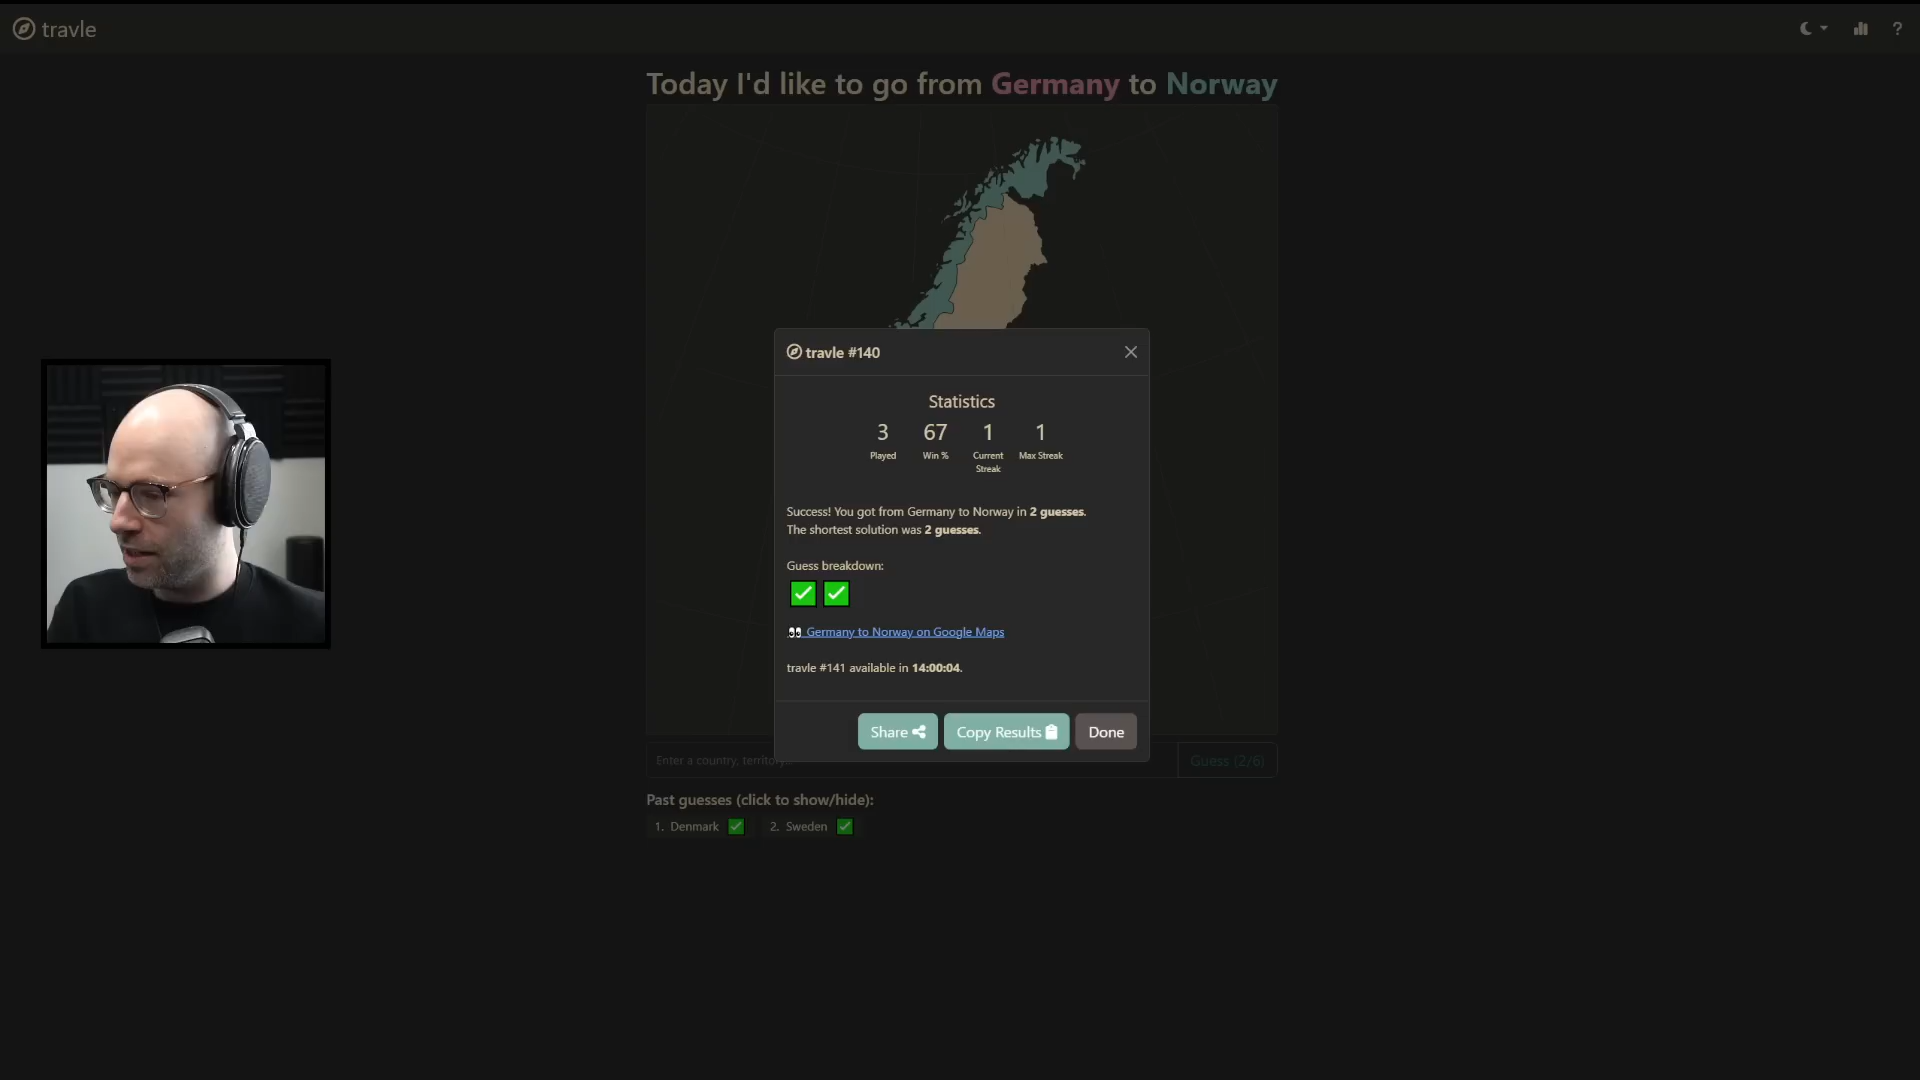 travle
?
Today I'd like to go from Germany to Norway
travle #140
Statistics
3 67 1 1
Played Win % Current Streak Max Streak
Success! You got from Germany to Norway in 2 guesses.
The shortest solution was 2 guesses.
Guess breakdown:
Germany to Norway on Google Maps
travle #141 available in 14:00:04.
Share Copy Results Done
Enter a country, territory... Guess (2/6)
Past guesses (click to show/hide):
1. Denmark 2. Sweden